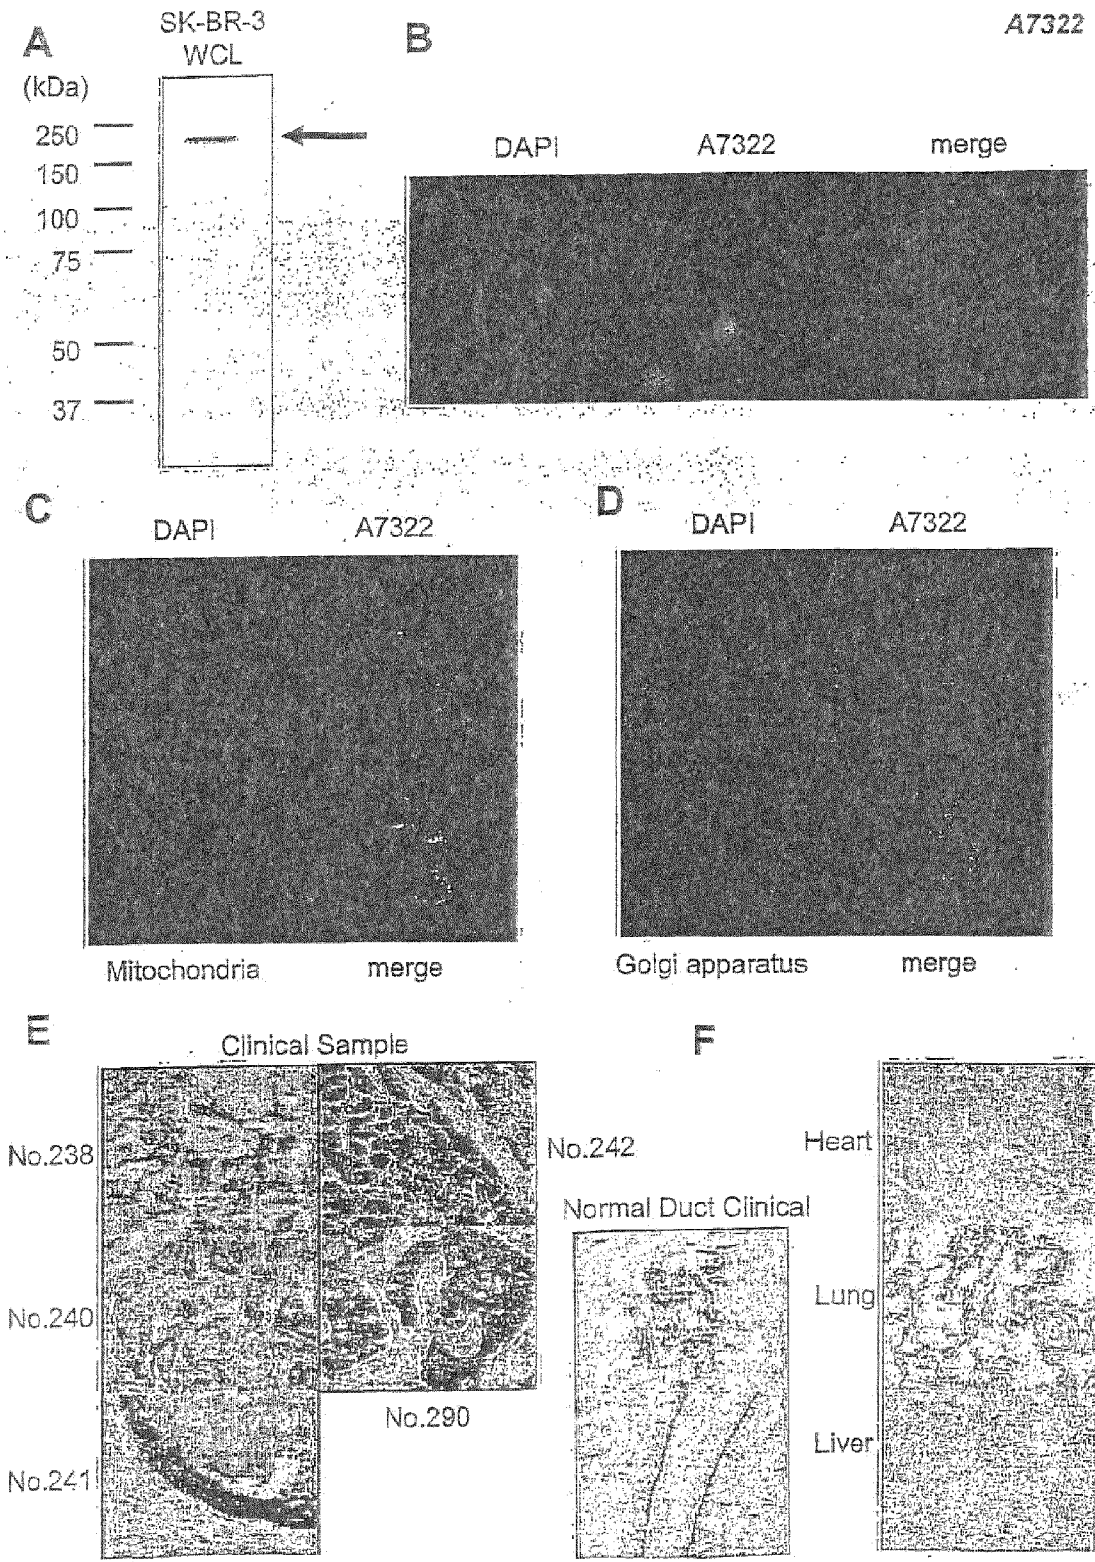 A7322
A
SK-BR-3
WCL
(kDa)
250
150
100
75
50
37
B
DAPI A7322 merge
C
DAPI A7322
Mitochondria merge
D
DAPI A7322
Golgi apparatus merge
E
Clinical Sample
No.238
No.240
No.241
No.242
No.290
Normal Duct Clinical
F
Heart
Lung
Liver